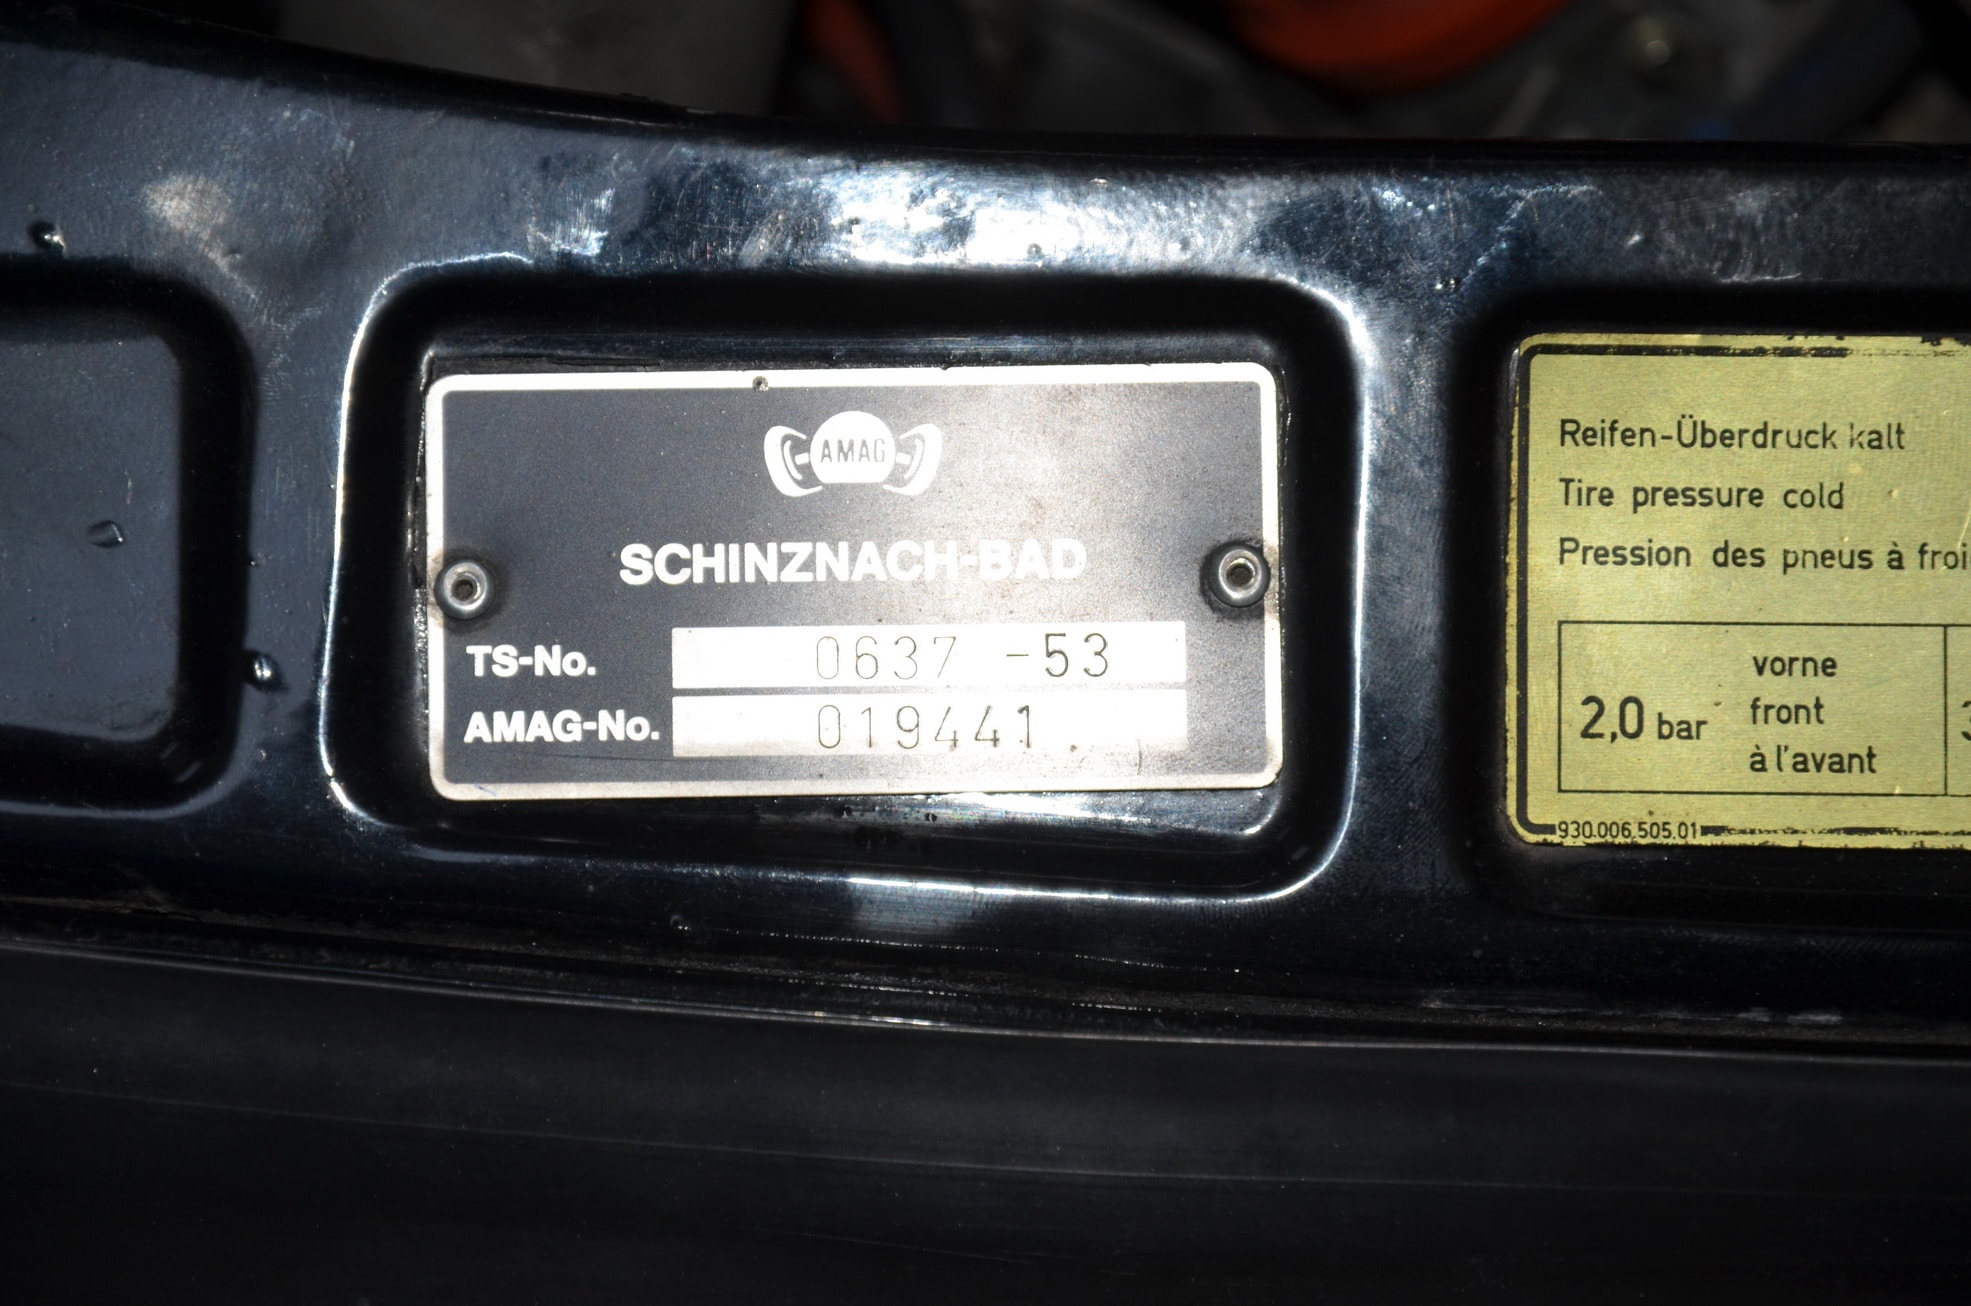 AMAG
SCHINZNACH-BAD
TS-No. 0637 -53
AMAG-No. 019441
Reifen-Überdruck kalt
Tire pressure cold
Pression des pneus à froi
2,0 bar
vorne
front
à l'avant
930.006.505.01